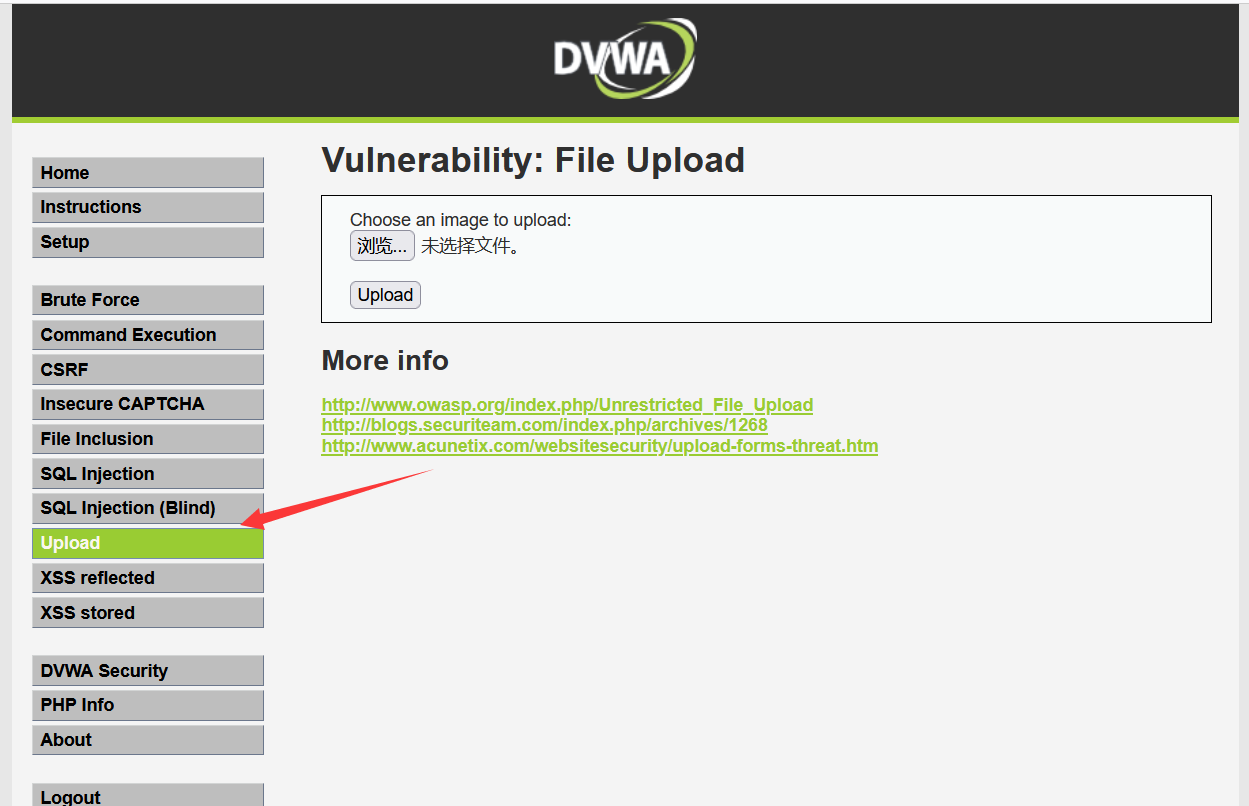 DVWA
Home
Instructions
Setup
Brute Force
Command Execution
CSRF
Insecure CAPTCHA
File Inclusion
SQL Injection
SQL Injection (Blind)
Upload
XSS reflected
XSS stored
DVWA Security
PHP Info
About
Logout
Vulnerability: File Upload
Choose an image to upload:
浏览... 未选择文件。
Upload
More info
http://www.owasp.org/index.php/Unrestricted_File_Upload
http://blogs.securiteam.com/index.php/archives/1268
http://www.acunetix.com/websitesecurity/upload-forms-threat.htm